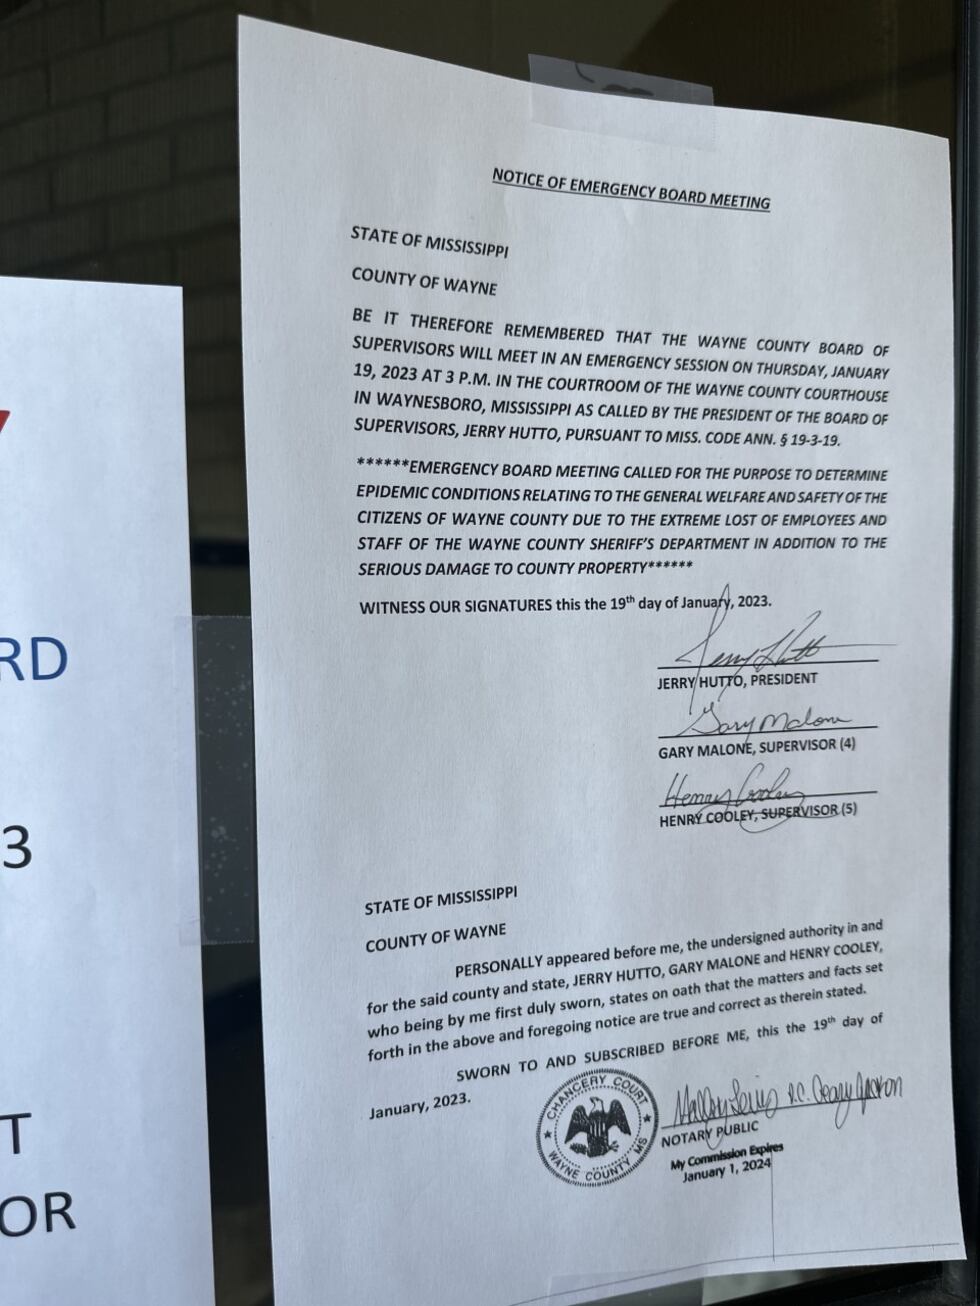 NOTICE OF EMERGENCY BOARD MEETING
STATE OF MISSISSIPPI
COUNTY OF WAYNE
BE IT THEREFORE REMEMBERED THAT THE WAYNE COUNTY BOARD OF
SUPERVISORS WILL MEET IN AN EMERGENCY SESSION ON THURSDAY, JANUARY
19, 2023 AT 3 P.M. IN THE COURTROOM OF THE WAYNE COUNTY COURTHOUSE
IN WAYNESBORO, MISSISSIPPI AS CALLED BY THE PRESIDENT OF THE BOARD OF
SUPERVISORS, JERRY HUTTO, PURSUANT TO MISS. CODE ANN. § 19-3-19.
******EMERGENCY BOARD MEETING CALLED FOR THE PURPOSE TO DETERMINE
EPIDEMIC CONDITIONS RELATING TO THE GENERAL WELFARE AND SAFETY OF THE
CITIZENS OF WAYNE COUNTY DUE TO THE EXTREME LOST OF EMPLOYEES AND
STAFF OF THE WAYNE COUNTY SHERIFF'S DEPARTMENT IN ADDITION TO THE
SERIOUS DAMAGE TO COUNTY PROPERTY******
WITNESS OUR SIGNATURES this the 19th day of January, 2023.
Jerry Hutto
JERRY HUTTO, PRESIDENT
Gary Malone
GARY MALONE, SUPERVISOR (4)
Henry Cooley
HENRY COOLEY, SUPERVISOR (5)
STATE OF MISSISSIPPI
COUNTY OF WAYNE
PERSONALLY appeared before me, the undersigned authority in and
for the said county and state, JERRY HUTTO, GARY MALONE and HENRY COOLEY,
who being by me first duly sworn, states on oath that the matters and facts set
forth in the above and foregoing notice are true and correct as therein stated.
SWORN TO AND SUBSCRIBED BEFORE ME, this the 19th day of
January, 2023.
CHANCERY COURT
WAYNE COUNTY MS
NOTARY PUBLIC
My Commission Expires
January 1, 2024
RD
3
T
OR